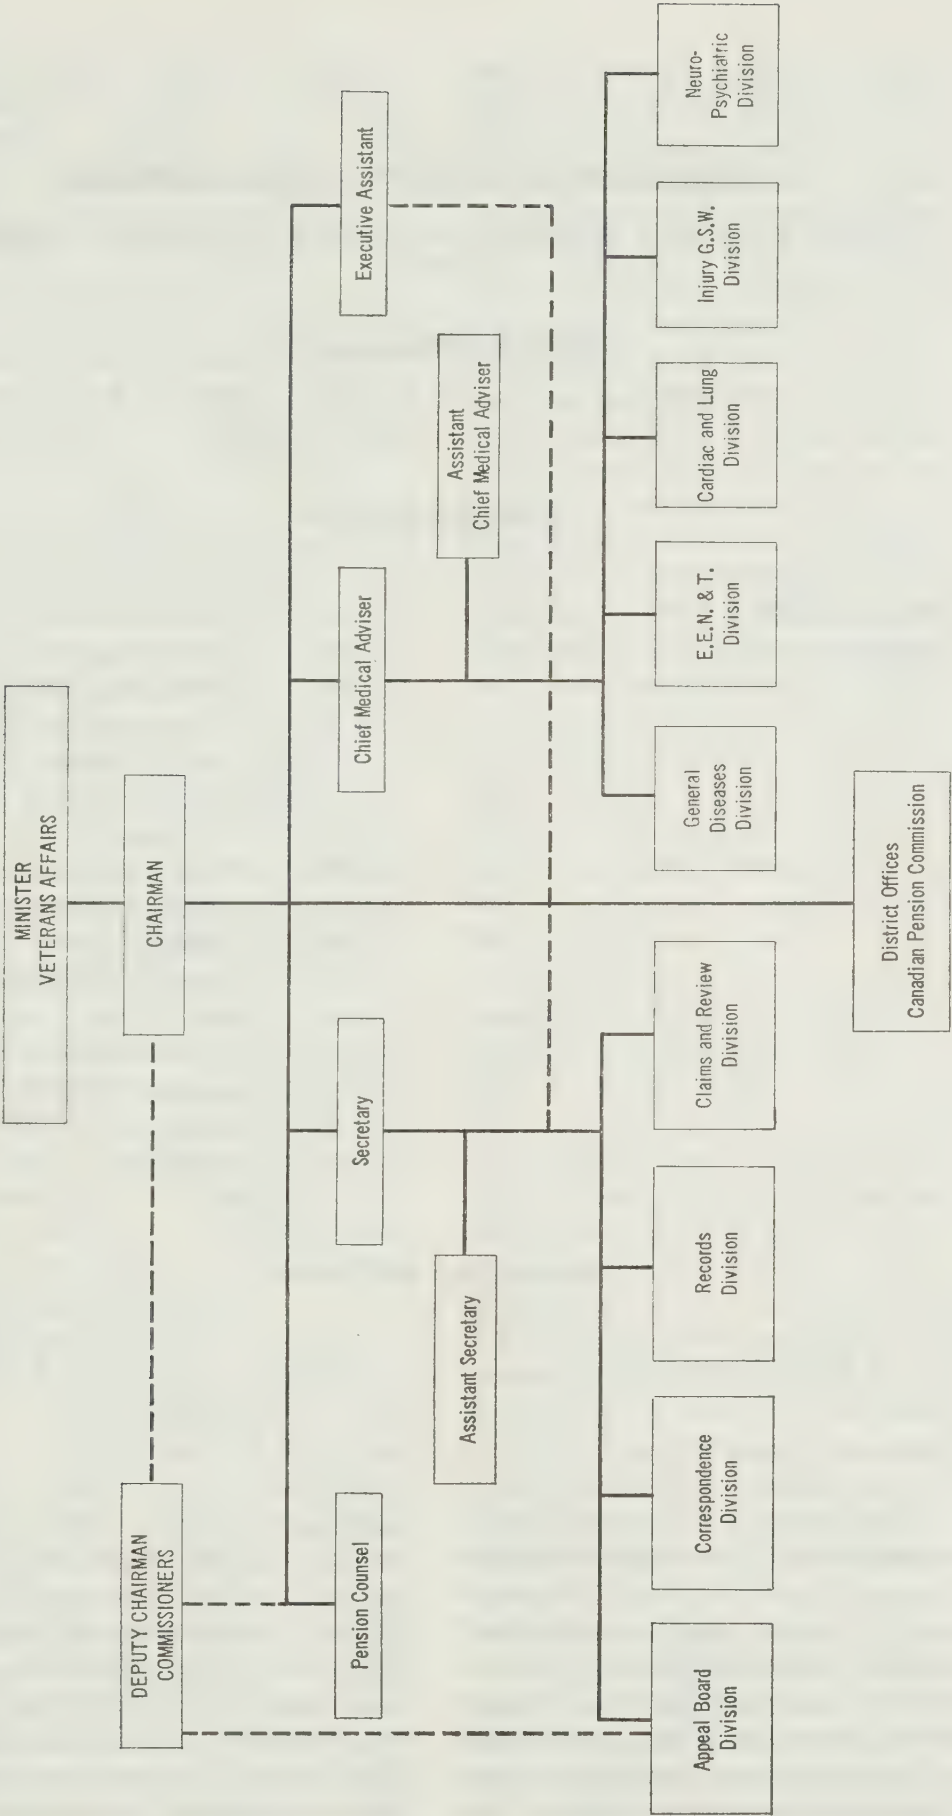 MINISTER
VETERANS AFFAIRS
DEPUTY CHAIRMAN
COMMISSIONERS
CHAIRMAN
Pension Counsel
Secretary
Chief Medical Adviser
Executive Assistant
Assistant Secretary
Assistant
Chief Medical Adviser
Appeal Board
Division
Correspondence
Division
Records
Division
Claims and Review
Division
General
Diseases
Division
E.E.N. & T.
Division
Cardiac and Lung
Division
Injury G.S.W.
Division
Neuro-
Psychiatric
Division
District Offices
Canadian Pension Commission